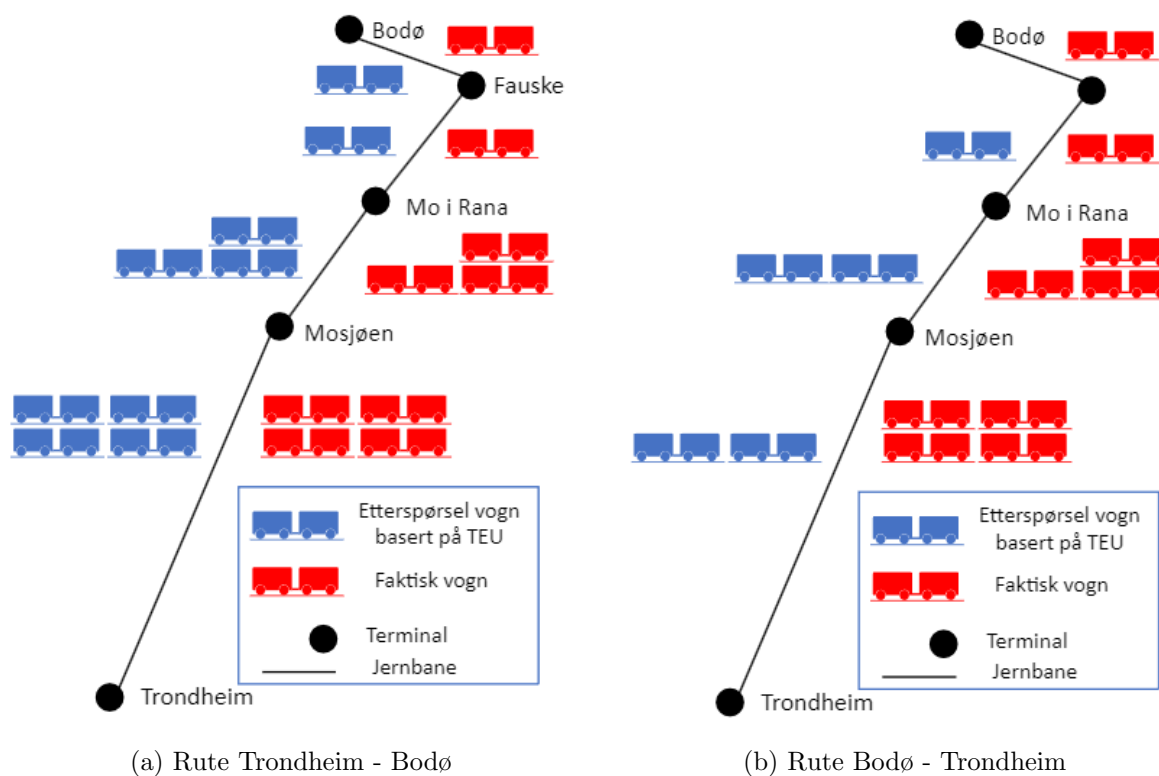 Bodø
Fauske
Mo i Rana
Mosjøen
Etterspørsel vogn
basert på TEU
Faktisk vogn
Terminal
Jernbane
Trondheim
(a) Rute Trondheim - Bodø
Bodø
Mo i Rana
Mosjøen
Etterspørsel vogn
basert på TEU
Faktisk vogn
Terminal
Jernbane
Trondheim
(b) Rute Bodø - Trondheim